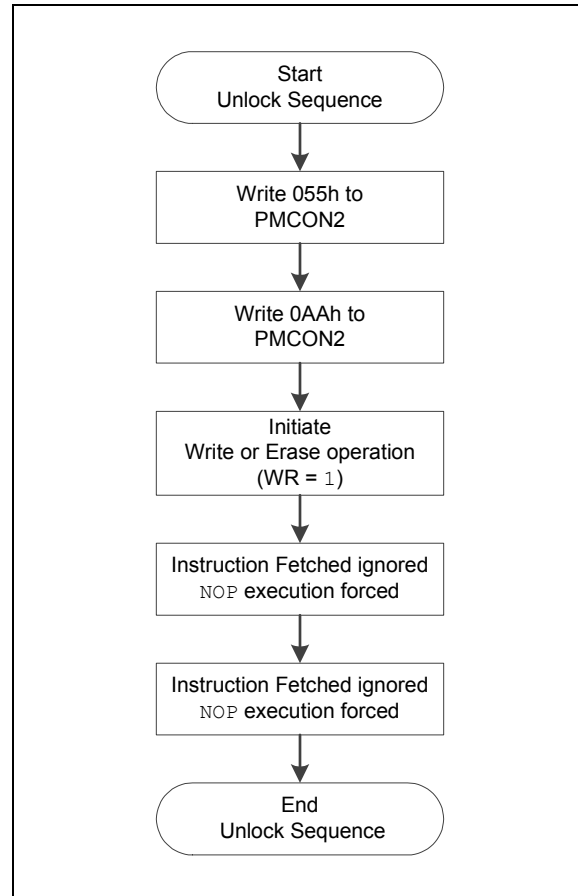 Start
Unlock Sequence
Write 055h to
PMCON2
Write 0AAh to
PMCON2
Initiate
Write or Erase operation
(WR = 1)
Instruction Fetched ignored
NOP execution forced
Instruction Fetched ignored
NOP execution forced
End
Unlock Sequence